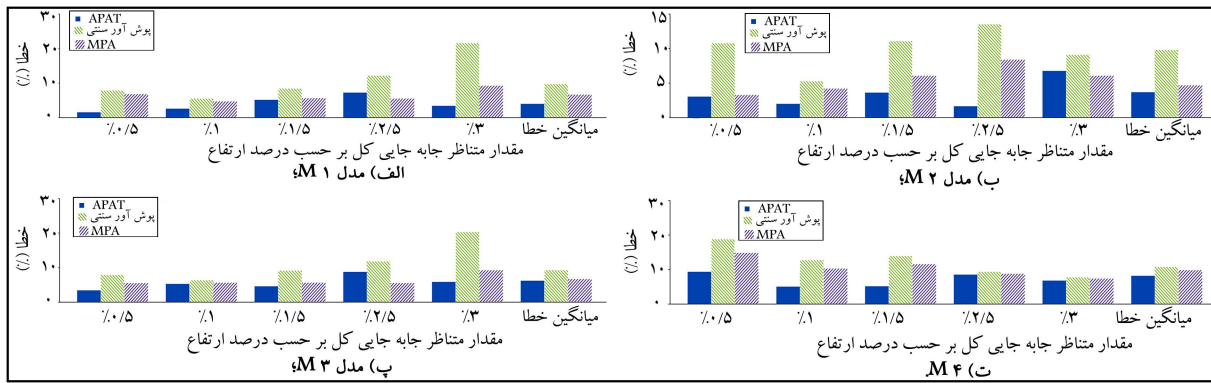 خطا (٪)
۳۰
۲۰
۱۰
۰
APAT
پوش آور سنتی
MPA
٪۰/۵
٪۱
٪۱/۵
٪۲/۵
٪۳
میانگین خطا
مقدار متناظر جابه جایی کل بر حسب درصد ارتفاع
الف) مدل M ۱؛
خطا (٪)
۱۵
۱۰
۵
۰
APAT
پوش آور سنتی
MPA
٪۰/۵
٪۱
٪۱/۵
٪۲/۵
٪۳
میانگین خطا
مقدار متناظر جابه جایی کل بر حسب درصد ارتفاع
ب) مدل M ۲؛
خطا (٪)
۳۰
۲۰
۱۰
۰
APAT
پوش آور سنتی
MPA
٪۰/۵
٪۱
٪۱/۵
٪۲/۵
٪۳
میانگین خطا
مقدار متناظر جابه جایی کل بر حسب درصد ارتفاع
پ) مدل M ۳؛
خطا (٪)
۳۰
۲۰
۱۰
۰
APAT
پوش آور سنتی
MPA
٪۰/۵
٪۱
٪۱/۵
٪۲/۵
٪۳
میانگین خطا
مقدار متناظر جابه جایی کل بر حسب درصد ارتفاع
ت) M ۴.